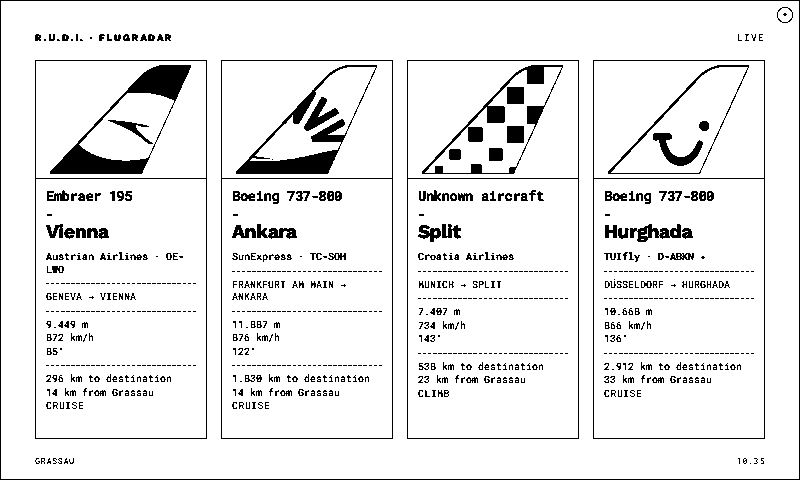 R.U.D.I. · FLUGRADAR
LIVE
Embraer 195
-
Vienna
Austrian Airlines · OE-
LWO
GENEVA → VIENNA
9.449 m
872 km/h
85°
296 km to destination
14 km from Grassau
CRUISE
Boeing 737-800
-
Ankara
SunExpress · TC-SOM
FRANKFURT AM MAIN →
ANKARA
11.887 m
876 km/h
122°
1.830 km to destination
14 km from Grassau
CRUISE
Unknown aircraft
-
Split
Croatia Airlines
MUNICH → SPLIT
7.407 m
734 km/h
143°
538 km to destination
23 km from Grassau
CLIMB
Boeing 737-800
-
Hurghada
TUIfly · D-ABKN ✦
DÜSSELDORF → HURGHADA
10.668 m
866 km/h
136°
2.912 km to destination
33 km from Grassau
CRUISE
GRASSAU
10.35